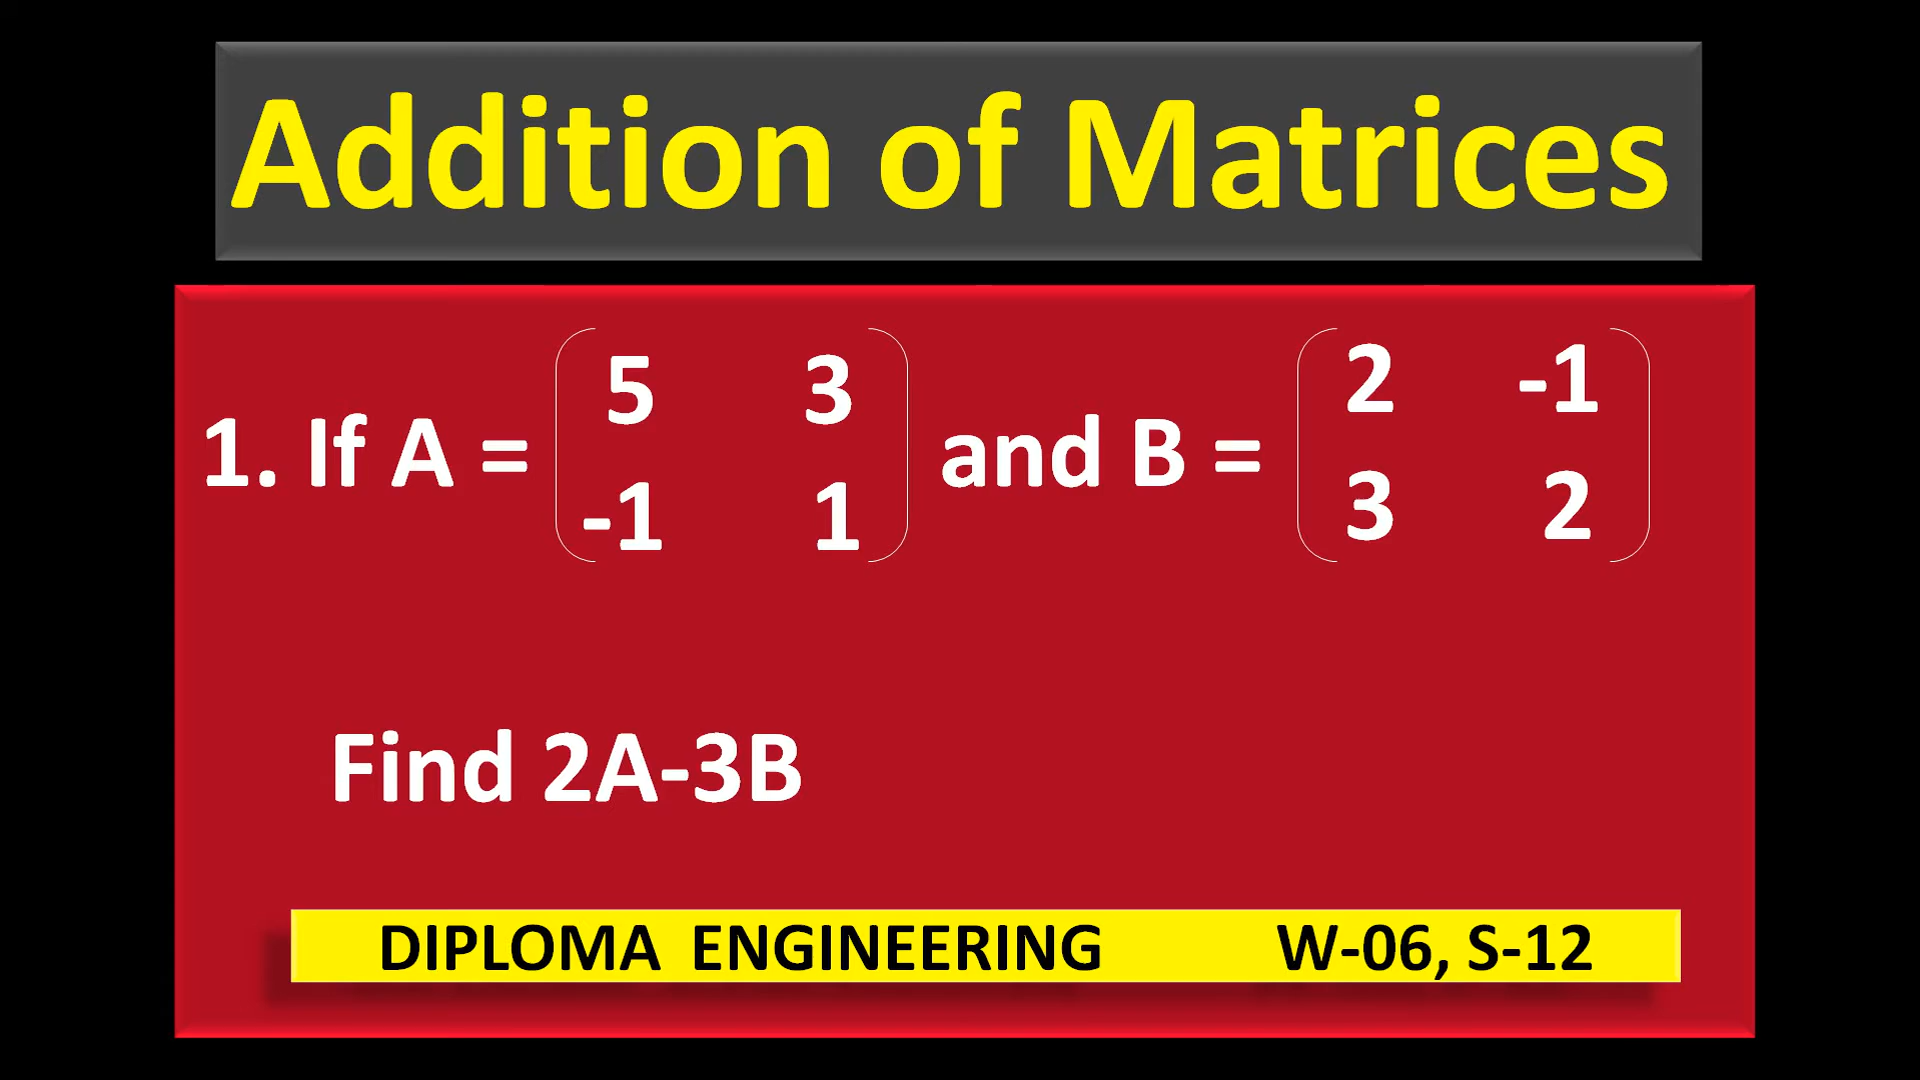 Addition of Matrices
5 3 2 -1
1. If A = and B =
-1 1 3 2
Find 2A-3B
DIPLOMA ENGINEERING W-06, S-12